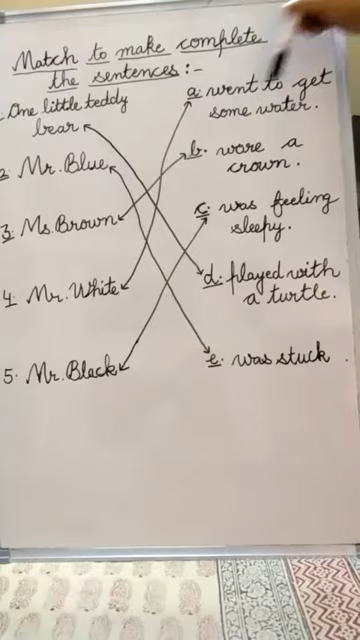 Match to make complete
the sentences:-
1. One little teddy
bear
a. went to get
some water.
2. Mr. Blue
b. wore a
crown.
3. Ms. Brown
c. was feeling
sleepy.
4. Mr. White
d. played with
a turtle.
5. Mr. Black
e. was stuck.